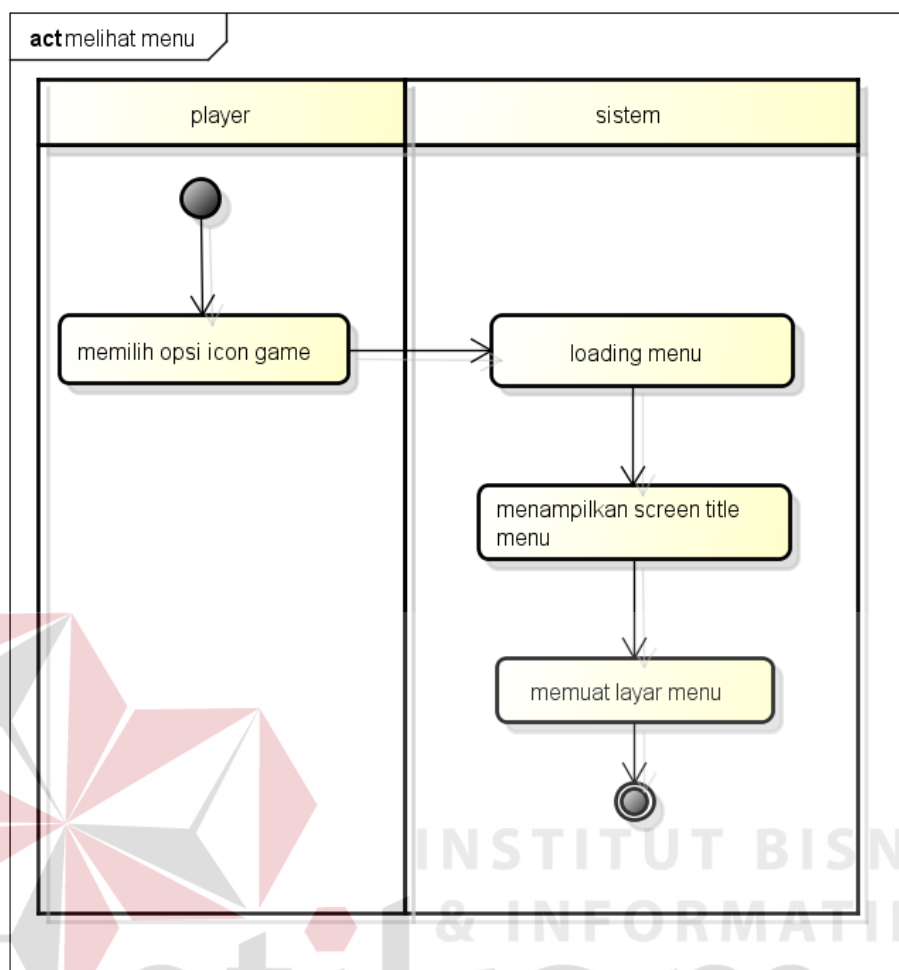 act melihat menu
player
sistem
memilih opsi icon game
loading menu
menampilkan screen title
menu
memuat layar menu
INSTITUT BISN
& INFORMATI